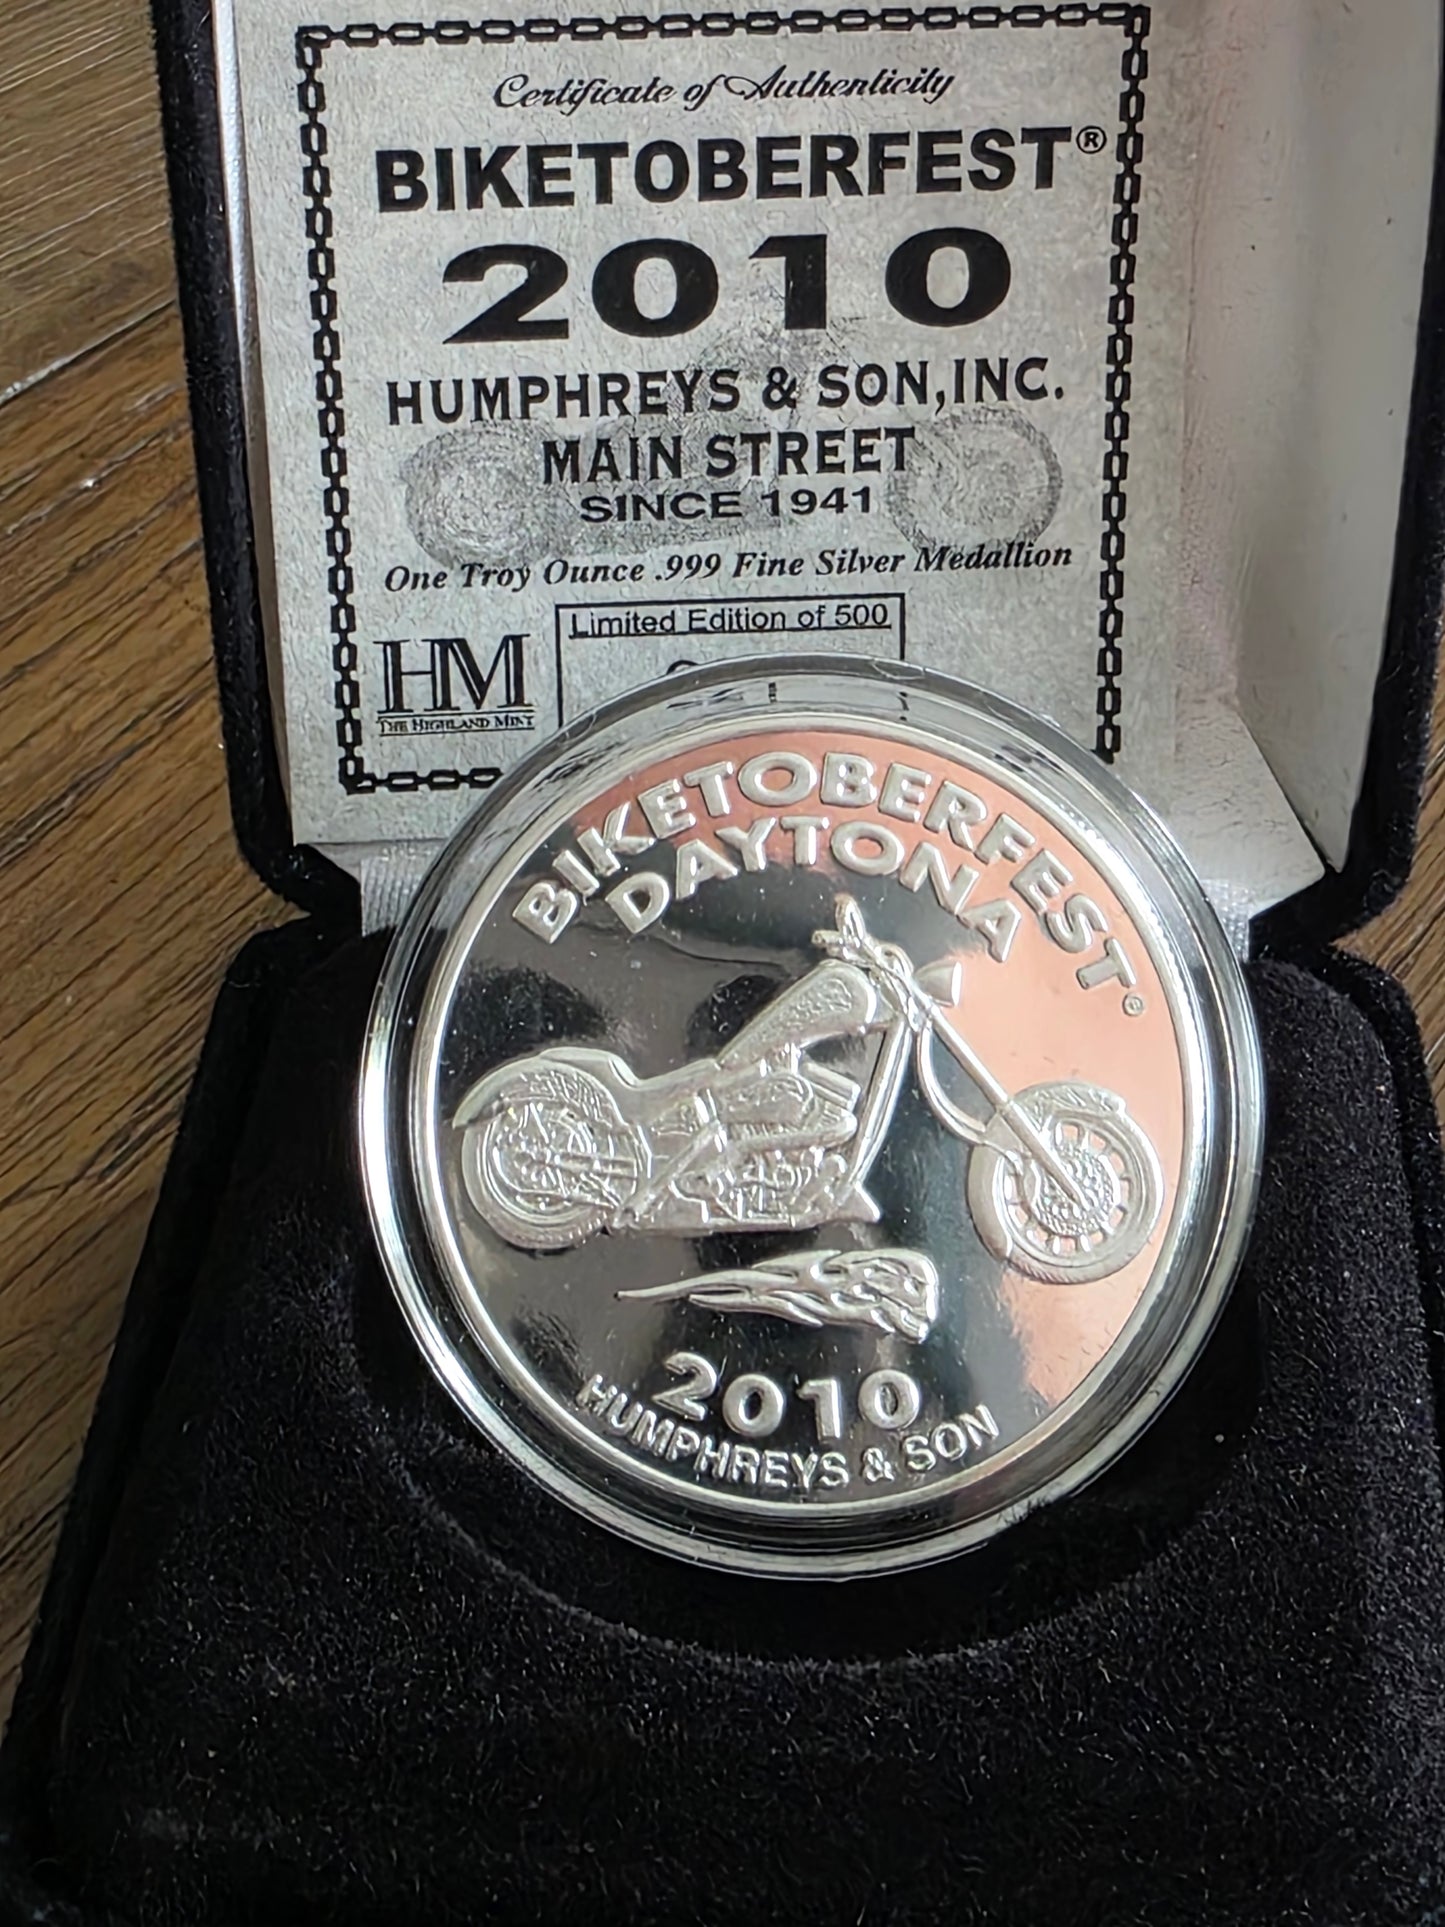 Certificate of Authenticity
BIKETOBERFEST®
2010
HUMPHREYS & SON, INC.
MAIN STREET
SINCE 1941
One Troy Ounce .999 Fine Silver Medallion
Limited Edition of 500
HM
THE HIGHLAND MINT
BIKETOBERFEST®
DAYTONA
2010
HUMPHREYS & SON